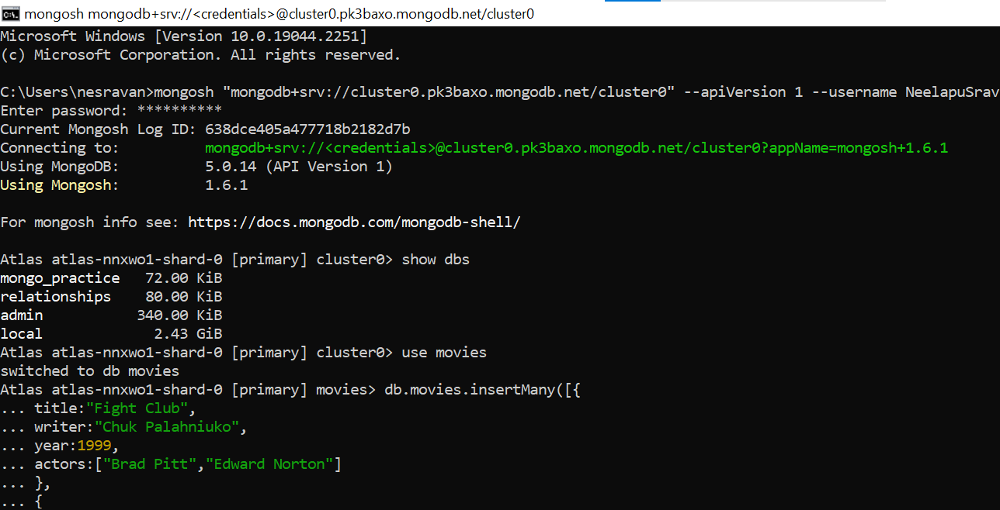 mongosh mongodb+srv://<credentials>@cluster0.pk3baxo.mongodb.net/cluster0
Microsoft Windows [Version 10.0.19044.2251]
(c) Microsoft Corporation. All rights reserved.
C:\Users\nesravan>mongosh "mongodb+srv://cluster0.pk3baxo.mongodb.net/cluster0" --apiVersion 1 --username NeelapuSrav
Enter password: **********
Current Mongosh Log ID: 638dce405a477718b2182d7b
Connecting to:          mongodb+srv://<credentials>@cluster0.pk3baxo.mongodb.net/cluster0?appName=mongosh+1.6.1
Using MongoDB:          5.0.14 (API Version 1)
Using Mongosh:          1.6.1
For mongosh info see: https://docs.mongodb.com/mongodb-shell/
Atlas atlas-nnxwo1-shard-0 [primary] cluster0> show dbs
mongo_practice   72.00 KiB
relationships    80.00 KiB
admin           340.00 KiB
local             2.43 GiB
Atlas atlas-nnxwo1-shard-0 [primary] cluster0> use movies
switched to db movies
Atlas atlas-nnxwo1-shard-0 [primary] movies> db.movies.insertMany([{
... title:"Fight Club",
... writer:"Chuk Palahniuko",
... year:1999,
... actors:["Brad Pitt","Edward Norton"]
... },
... {